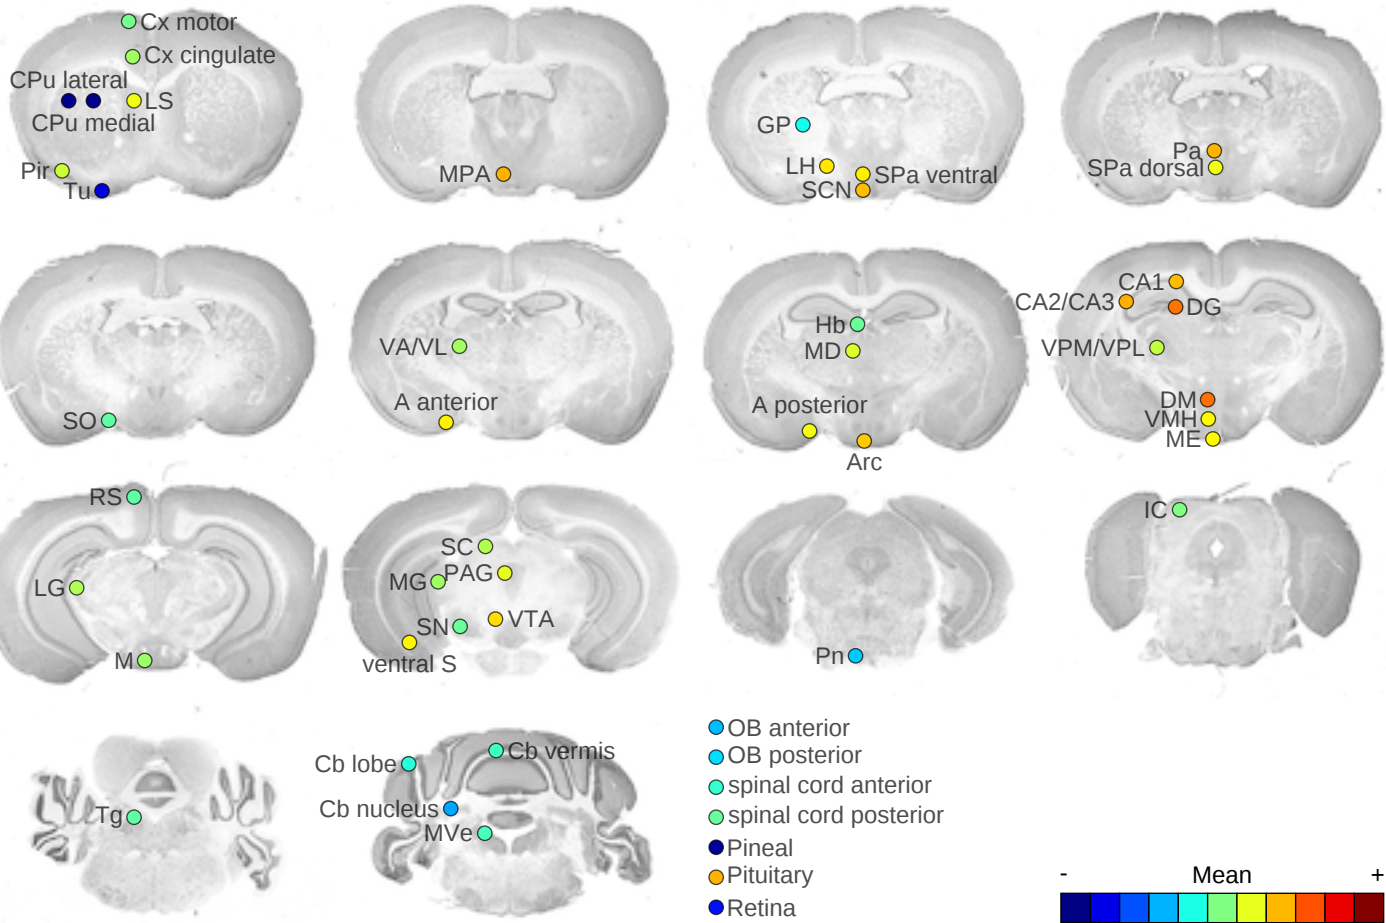 Cx motor
Cx cingulate
CPu lateral
LS
CPu medial
Pir
Tu
MPA
GP
LH
SPa ventral
SCN
Pa
SPa dorsal
SO
VA/VL
A anterior
Hb
MD
A posterior
Arc
CA1
CA2/CA3
DG
VPM/VPL
DM
VMH
ME
RS
LG
M
SC
PAG
MG
VTA
SN
ventral S
Pn
IC
Tg
Cb vermis
Cb lobe
Cb nucleus
MVe
OB anterior
OB posterior
spinal cord anterior
spinal cord posterior
Pineal
Pituitary
Retina
- Mean +